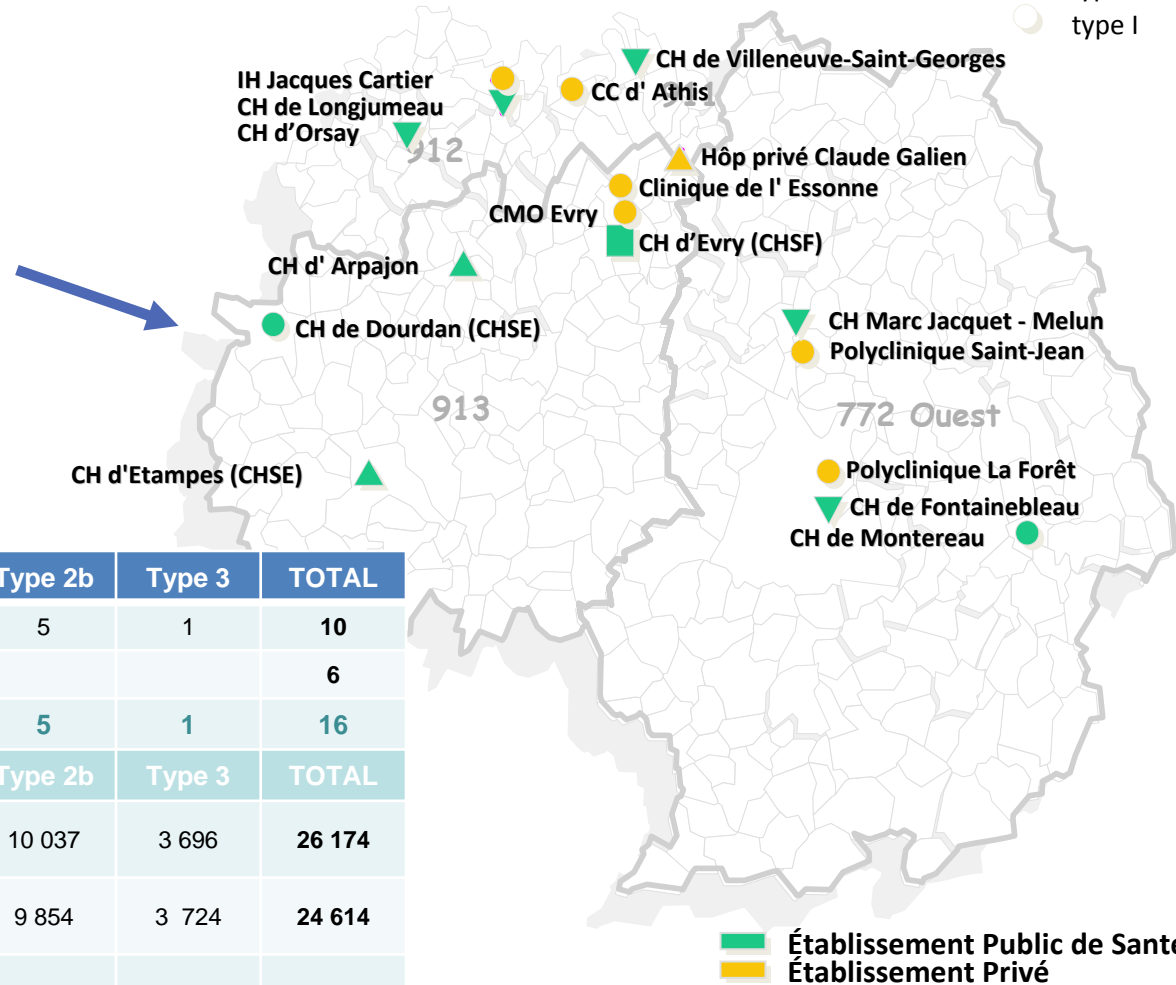 type I
CH de Villeneuve-Saint-Georges
IH Jacques Cartier
CC d' Athis
911
CH de Longjumeau
CH d’Orsay
912
Hôp privé Claude Galien
Clinique de l' Essonne
CMO Evry
CH d’Evry (CHSF)
CH d' Arpajon
CH de Dourdan (CHSE)
CH Marc Jacquet - Melun
Polyclinique Saint-Jean
913
772 Ouest
CH d'Etampes (CHSE)
Polyclinique La Forêt
CH de Fontainebleau
CH de Montereau
Type 2b Type 3 TOTAL
5 1 10
6
5 1 16
Type 2b Type 3 TOTAL
10 037 3 696 26 174
9 854 3 724 24 614
Établissement Public de Santé
Établissement Privé